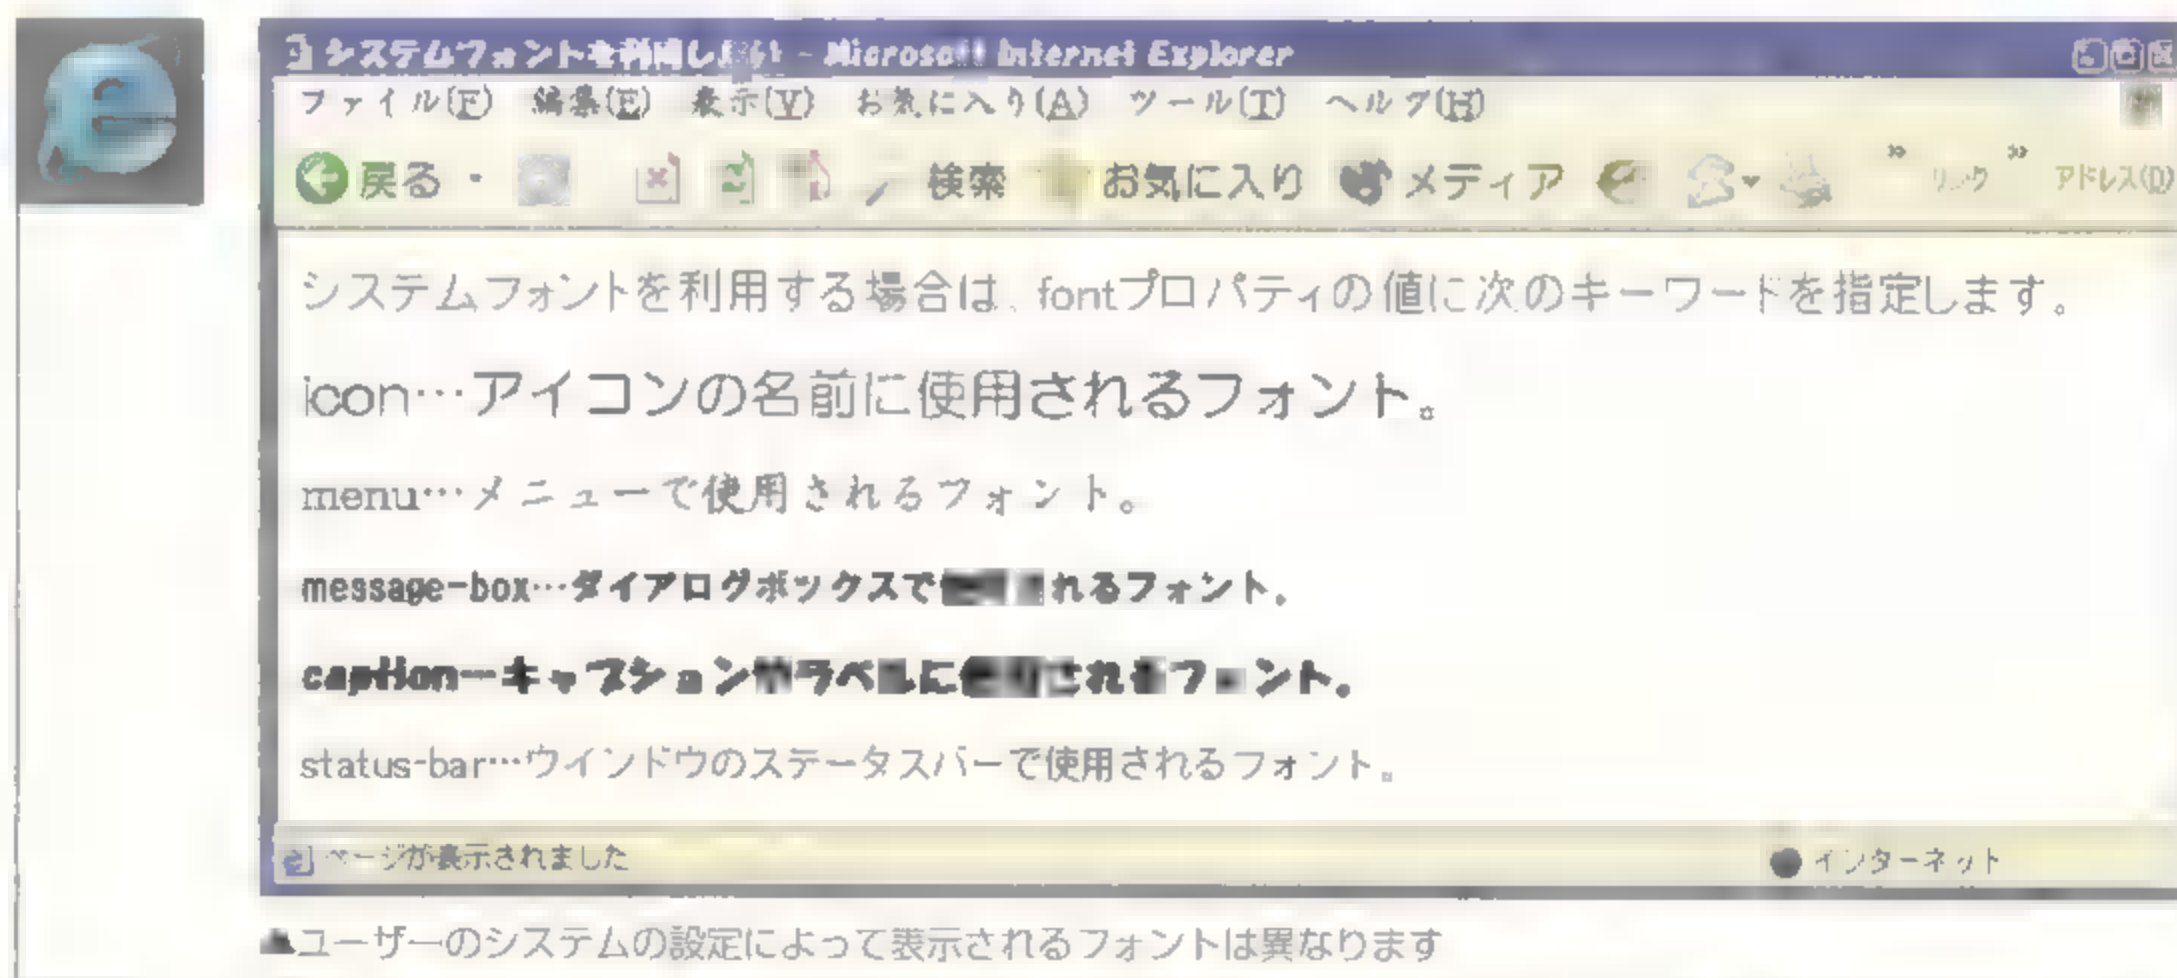 システムフォントを利用したい - Microsoft Internet Explorer
ファイル(F) 編集(E) 表示(V) お気に入り(A) ツール(T) ヘルプ(H)
戻る 検索 お気に入り メディア » リンク » アドレス(D)
システムフォントを利用する場合は、fontプロパティの値に次のキーワードを指定します。
icon…アイコンの名前に使用されるフォント。
menu…メニューで使用されるフォント。
message-box…ダイアログボックスで使用されるフォント。
caption…キャプションやラベルに使用されるフォント。
status-bar…ウインドウのステータスバーで使用されるフォント。
ページが表示されました
インターネット
▲ユーザーのシステムの設定によって表示されるフォントは異なります